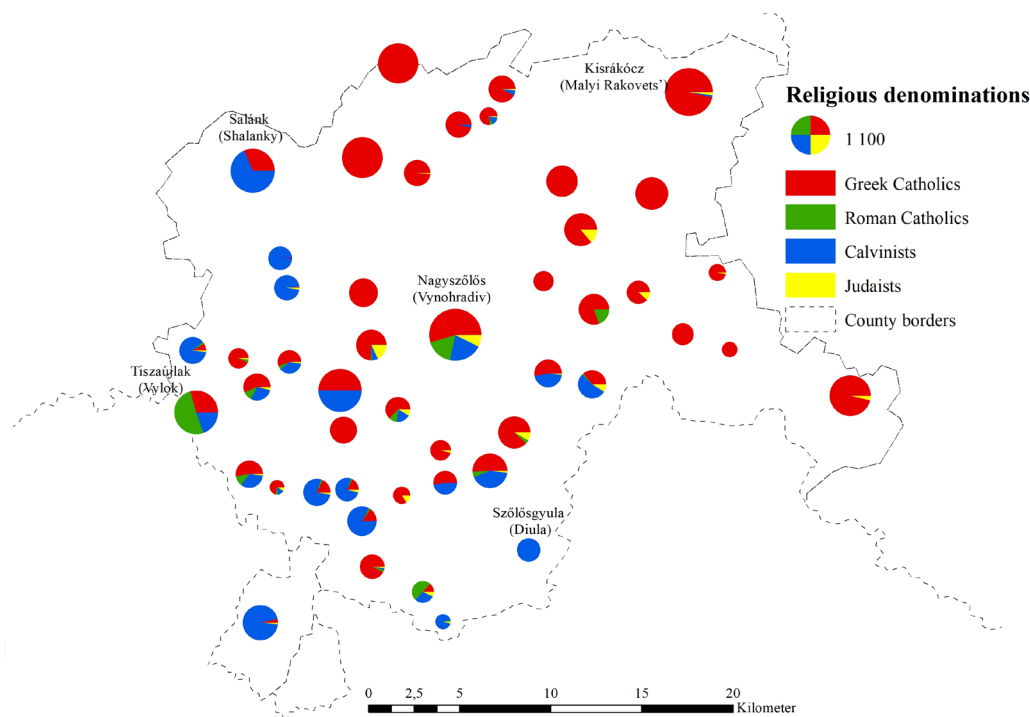 Kisrákócz
(Malyi Rakovets')
Salánk
(Shalanky)
Nagyszőlős
(Vynohradiv)
Tiszaújlak
(Vylok)
Szőlősgyula
(Diula)
Religious denominations
1 100
Greek Catholics
Roman Catholics
Calvinists
Judaists
County borders
0 2,5 5 10 15 20
Kilometer